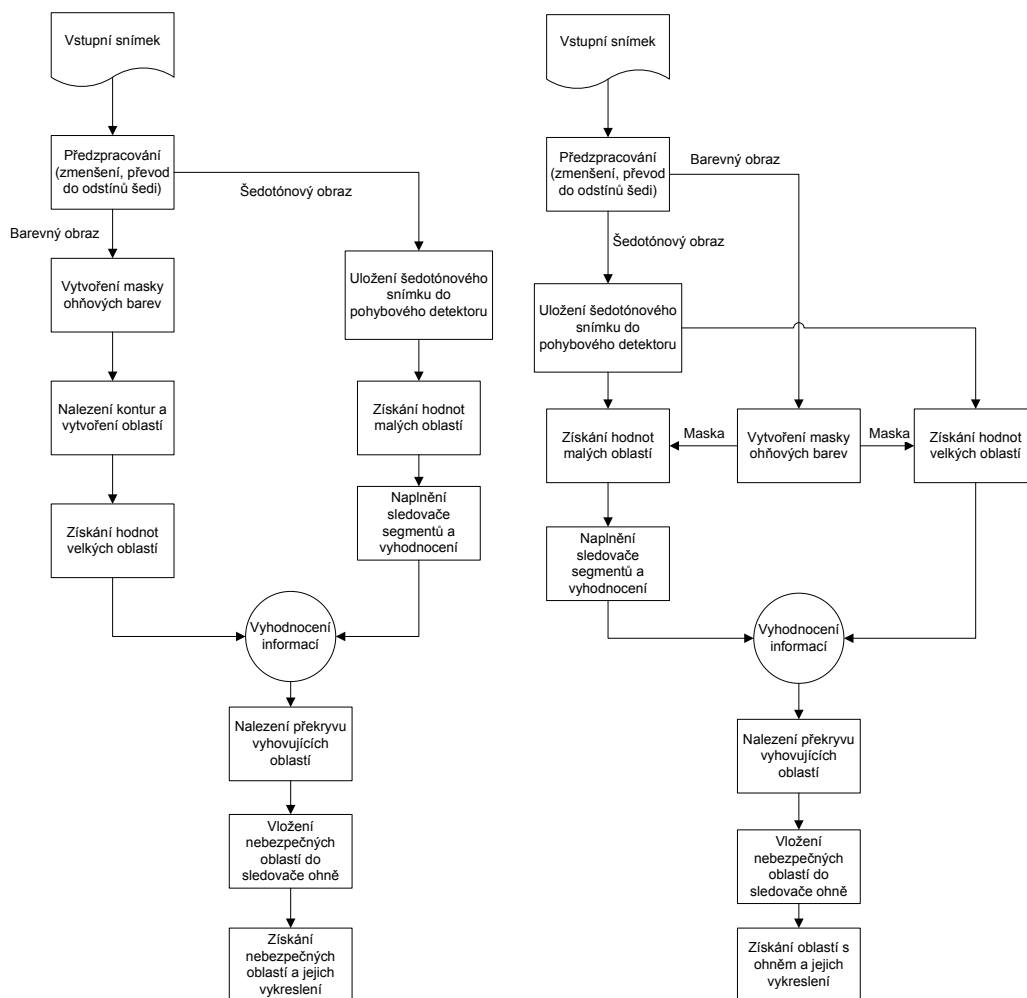 Vstupní snímek
Předzpracování
(zmenšení, převod
do odstínů šedi)
Šedotónový obraz
Barevný obraz
Vytvoření masky
ohňových barev
Uložení šedotónového
snímku do
pohybového detektoru
Nalezení kontur a
vytvoření oblastí
Získání hodnot
malých oblastí
Získání hodnot
velkých oblastí
Naplnění
sledovače
segmentů a
vyhodnocení
Vyhodnocení
informací
Nalezení překryvu
vyhovujících
oblastí
Vložení
nebezpečných
oblastí do
sledovače ohně
Získání
nebezpečných
oblastí a jejich
vykreslení
Vstupní snímek
Předzpracování
(zmenšení, převod
do odstínů šedi)
Barevný obraz
Šedotónový obraz
Uložení šedotónového
snímku do
pohybového detektoru
Získání hodnot
malých oblastí
Maska
Vytvoření masky
ohňových barev
Maska
Získání hodnot
velkých oblastí
Naplnění
sledovače
segmentů a
vyhodnocení
Vyhodnocení
informací
Nalezení překryvu
vyhovujících
oblastí
Vložení
nebezpečných
oblastí do
sledovače ohně
Získání oblastí s
ohněm a jejich
vykreslení